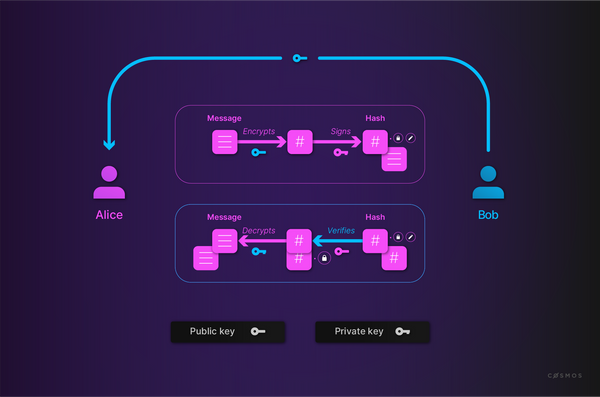 Message
Hash
Encrypts
Signs
#
#
Alice
Bob
Message
Hash
Decrypts
Verifies
#
#
#
#
Public key
Private key
COSMOS